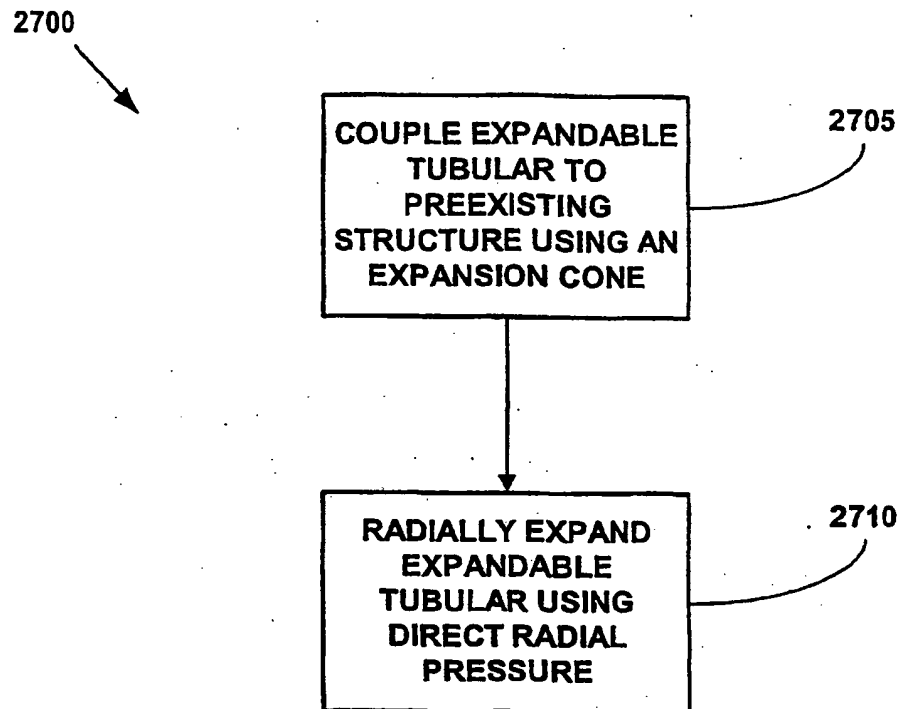 2700
COUPLE EXPANDABLE
TUBULAR TO
PREEXISTING
STRUCTURE USING AN
EXPANSION CONE
2705
RADIALLY EXPAND
EXPANDABLE
TUBULAR USING
DIRECT RADIAL
PRESSURE
2710